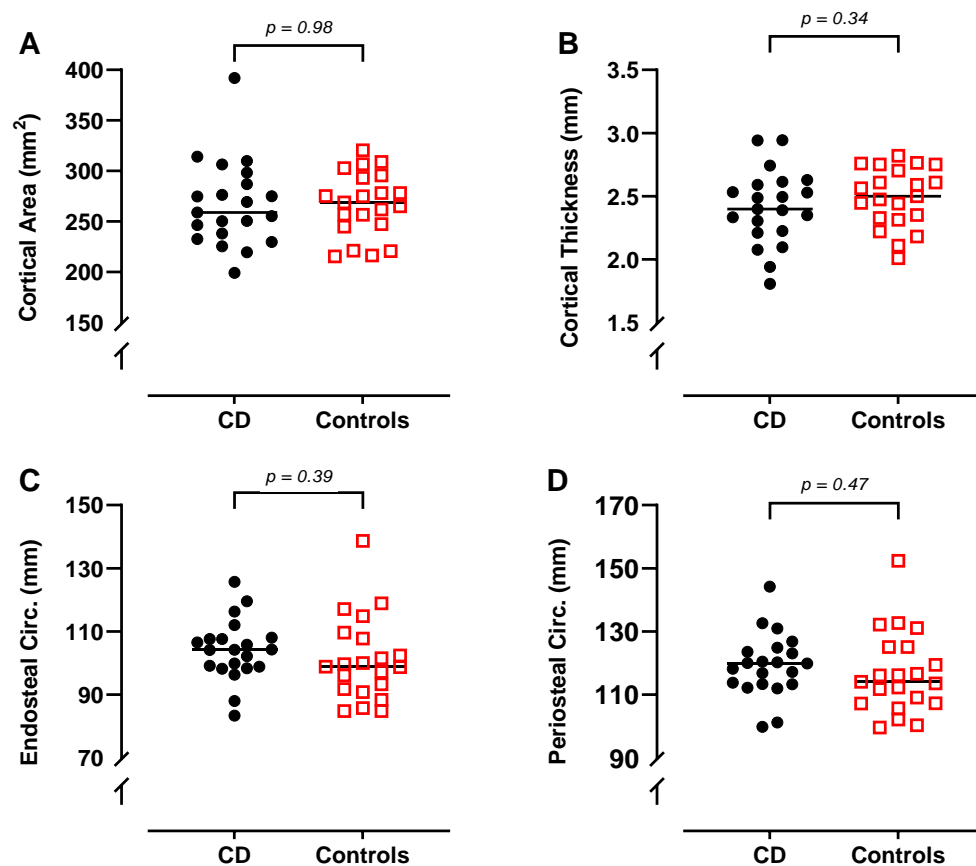 A
p = 0.98
Cortical Area (mm²)
400
350
300
250
200
150
CD
Controls
B
p = 0.34
Cortical Thickness (mm)
3.5
3.0
2.5
2.0
1.5
CD
Controls
C
p = 0.39
Endosteal Circ. (mm)
150
130
110
90
70
CD
Controls
D
p = 0.47
Periosteal Circ. (mm)
170
150
130
110
90
CD
Controls